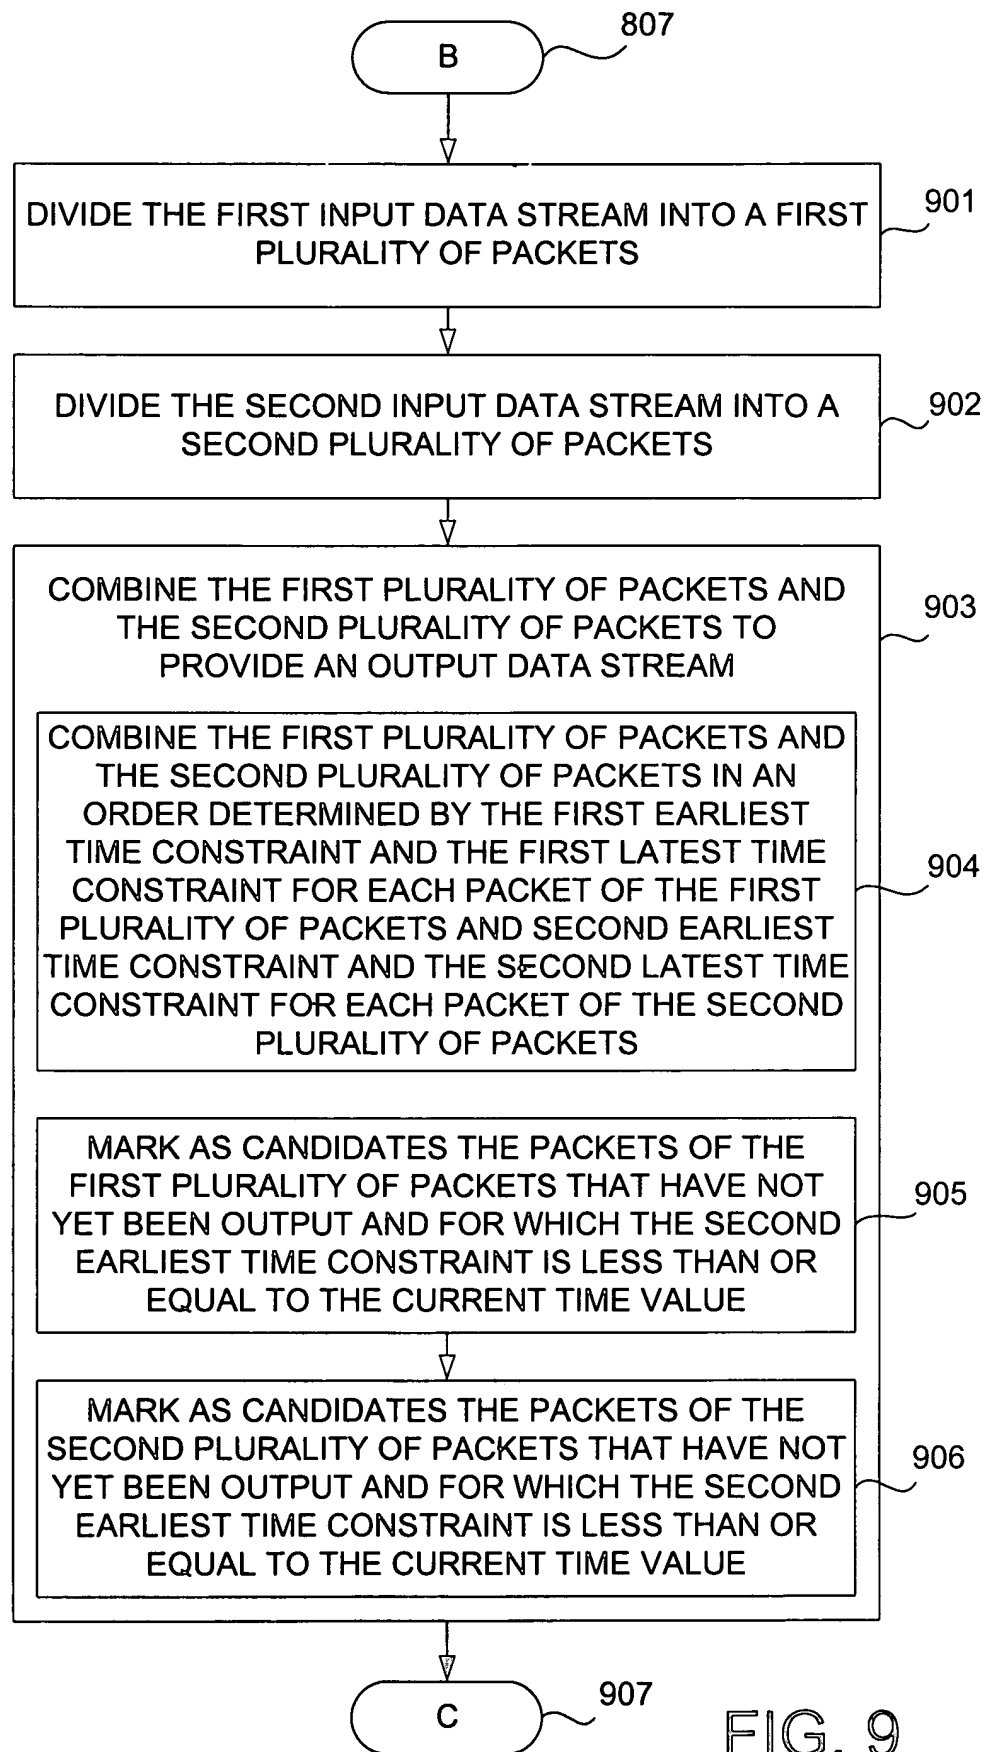 B
807
DIVIDE THE FIRST INPUT DATA STREAM INTO A FIRST
PLURALITY OF PACKETS
901
DIVIDE THE SECOND INPUT DATA STREAM INTO A
SECOND PLURALITY OF PACKETS
902
COMBINE THE FIRST PLURALITY OF PACKETS AND
THE SECOND PLURALITY OF PACKETS TO
PROVIDE AN OUTPUT DATA STREAM
903
COMBINE THE FIRST PLURALITY OF PACKETS AND
THE SECOND PLURALITY OF PACKETS IN AN
ORDER DETERMINED BY THE FIRST EARLIEST
TIME CONSTRAINT AND THE FIRST LATEST TIME
CONSTRAINT FOR EACH PACKET OF THE FIRST
PLURALITY OF PACKETS AND SECOND EARLIEST
TIME CONSTRAINT AND THE SECOND LATEST TIME
CONSTRAINT FOR EACH PACKET OF THE SECOND
PLURALITY OF PACKETS
904
MARK AS CANDIDATES THE PACKETS OF THE
FIRST PLURALITY OF PACKETS THAT HAVE NOT
YET BEEN OUTPUT AND FOR WHICH THE SECOND
EARLIEST TIME CONSTRAINT IS LESS THAN OR
EQUAL TO THE CURRENT TIME VALUE
905
MARK AS CANDIDATES THE PACKETS OF THE
SECOND PLURALITY OF PACKETS THAT HAVE NOT
YET BEEN OUTPUT AND FOR WHICH THE SECOND
EARLIEST TIME CONSTRAINT IS LESS THAN OR
EQUAL TO THE CURRENT TIME VALUE
906
C
907
FIG. 9